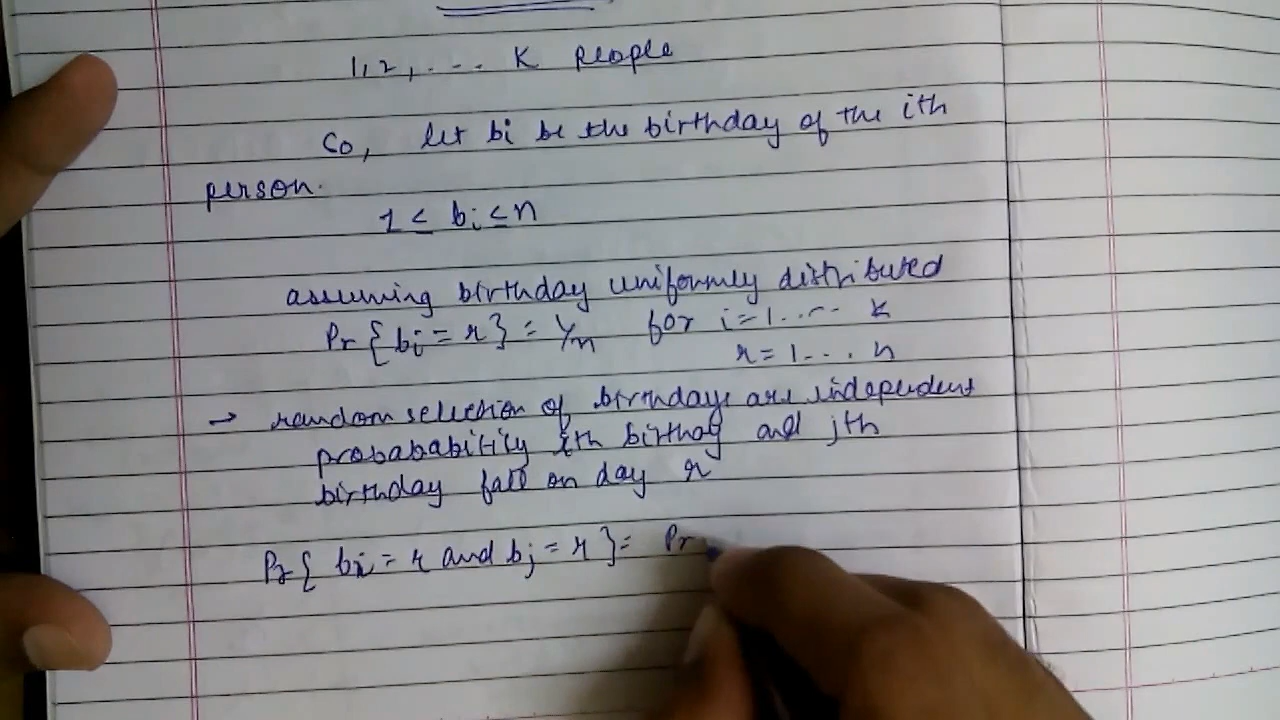 1, 2, . - - . K people
So, let bi be the birthday of the ith
person.
1 ≤ bi ≤ n
assuming birthday uniformly distributed
Pr { bi = r } = 1/n for i = 1 . . . - k
r = 1 - . . . n
→ random selection of birthdays are independent
probabability ith birthay and jth
birthday fall on day r
Pr { bi = r and bj = r } = Pr